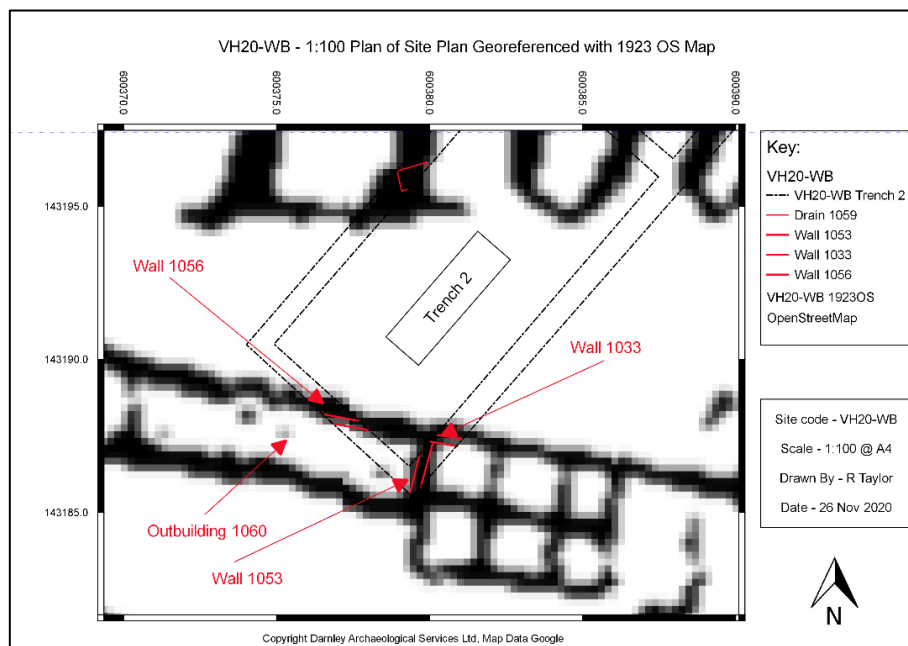 VH20-WB - 1:100 Plan of Site Plan Georeferenced with 1923 OS Map
600370.0
600375.0
600380.0
600385.0
600390.0
143195.0
143190.0
143185.0
Wall 1056
Trench 2
Wall 1033
Outbuilding 1060
Wall 1053
Key:
VH20-WB
VH20-WB Trench 2
Drain 1059
Wall 1053
Wall 1033
Wall 1056
VH20-WB 1923OS
OpenStreetMap
Site code - VH20-WB
Scale - 1:100 @ A4
Drawn By - R Taylor
Date - 26 Nov 2020
N
Copyright Darnley Archaeological Services Ltd, Map Data Google